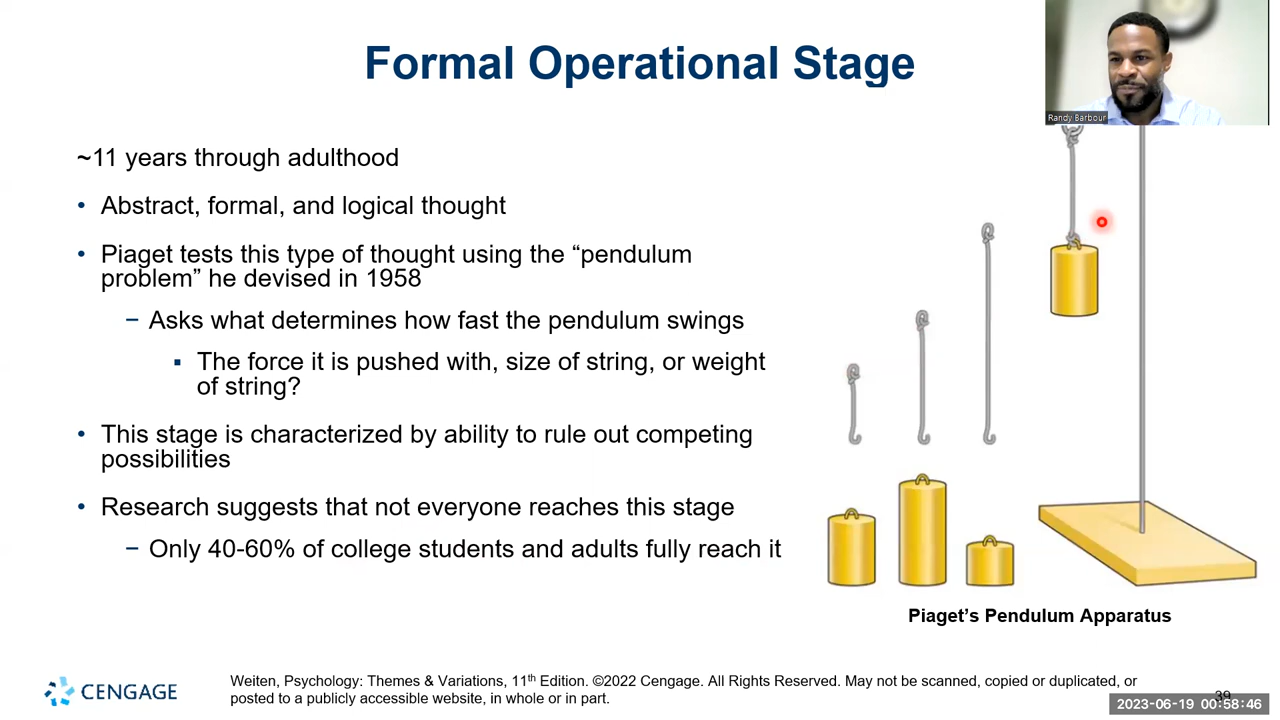 Formal Operational Stage
Randy Barbour
~11 years through adulthood
• Abstract, formal, and logical thought
• Piaget tests this type of thought using the “pendulum
problem” he devised in 1958
− Asks what determines how fast the pendulum swings
▪ The force it is pushed with, size of string, or weight
of string?
• This stage is characterized by ability to rule out competing
possibilities
• Research suggests that not everyone reaches this stage
− Only 40-60% of college students and adults fully reach it
Piaget’s Pendulum Apparatus
CENGAGE
Weiten, Psychology: Themes & Variations, 11th Edition. ©2022 Cengage. All Rights Reserved. May not be scanned, copied or duplicated, or
posted to a publicly accessible website, in whole or in part.
39
2023-06-19 00:58:46